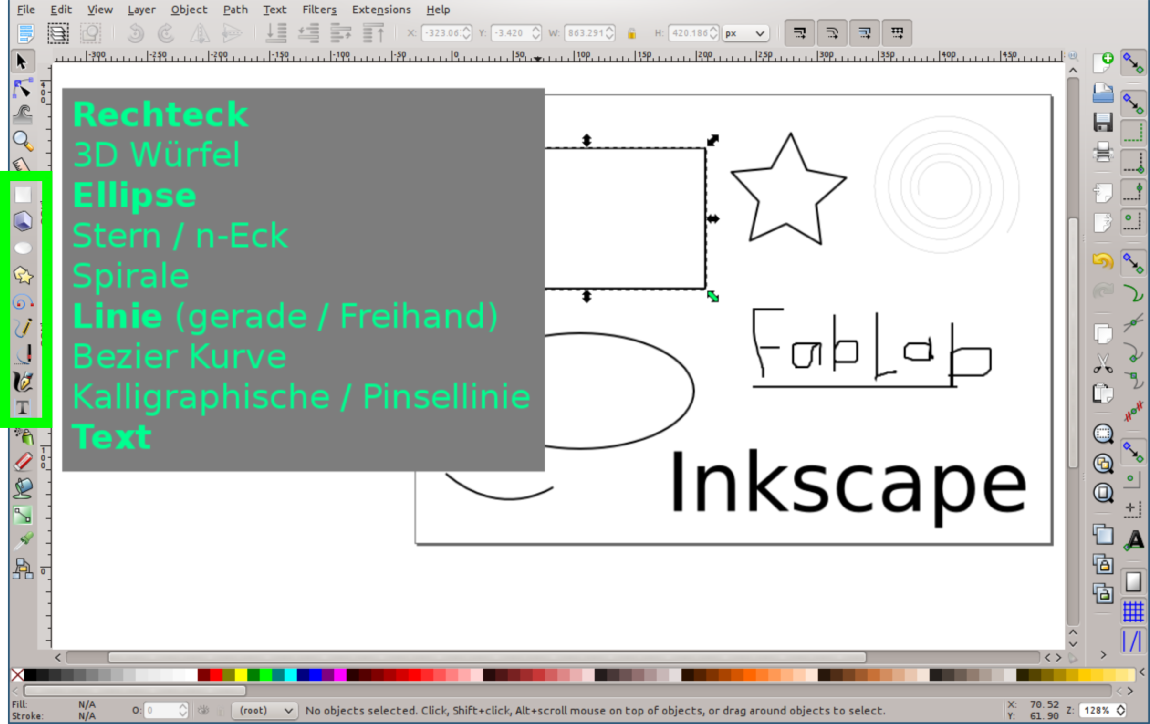 File Edit View Layer Object Path Text Filters Extensions Help
X: -323.06 Y: -3.420 W: 863.291 H: 420.186 px
-300 -250 -200 -150 -100 -50 0 50 100 150 200 250 300 350 400 450
Rechteck
3D Würfel
Ellipse
Stern / n-Eck
Spirale
Linie (gerade / Freihand)
Bezier Kurve
Kalligraphische / Pinsellinie
Text
FabLab
Inkscape
Fill: N/A
Stroke: N/A
O: 0
(root)
No objects selected. Click, Shift+click, Alt+scroll mouse on top of objects, or drag around objects to select.
X: 70.52
Y: 61.90
Z: 128%